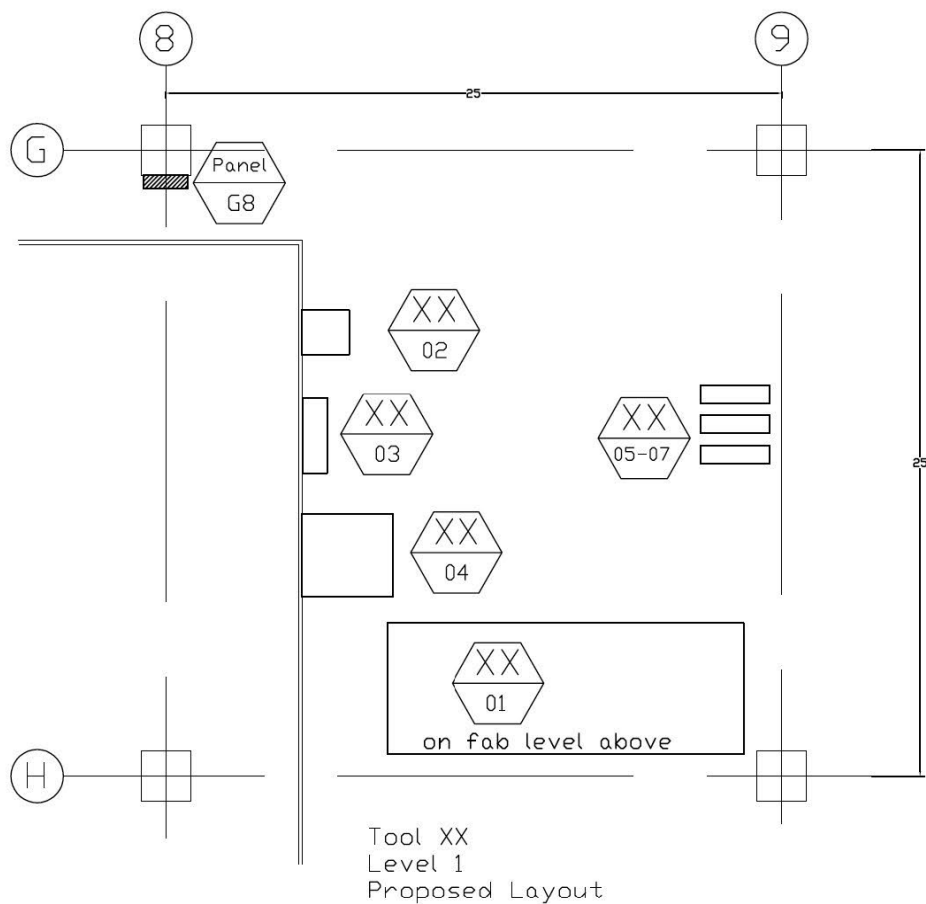 8
9
25
G
Panel
G8
XX
02
XX
03
XX
05-07
25
XX
04
XX
01
on fab level above
H
Tool XX
Level 1
Proposed Layout